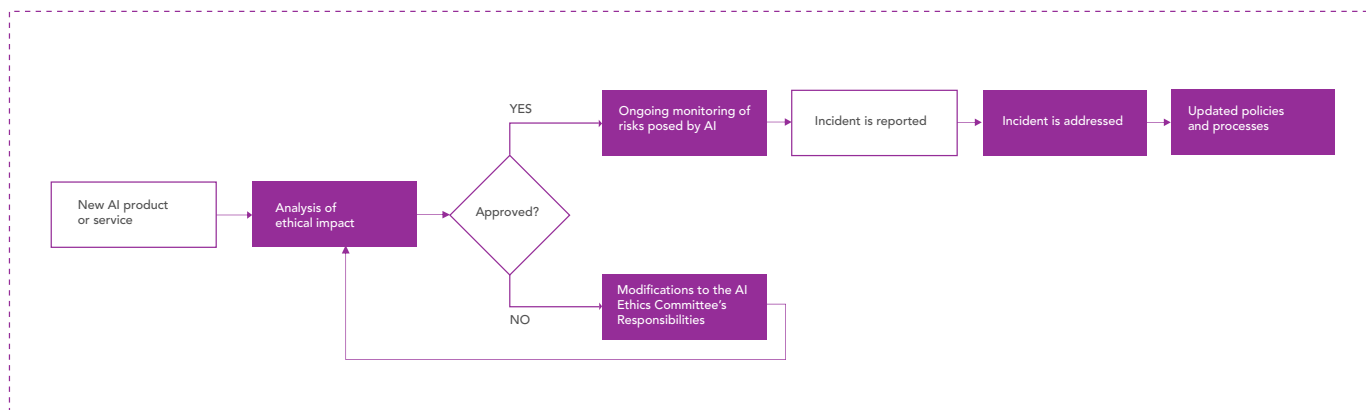 YES
Ongoing monitoring of
risks posed by AI
Incident is reported
Incident is addressed
Updated policies
and processes
New AI product
or service
Analysis of
ethical impact
Approved?
Modifications to the AI
Ethics Committee's
Responsibilities
NO